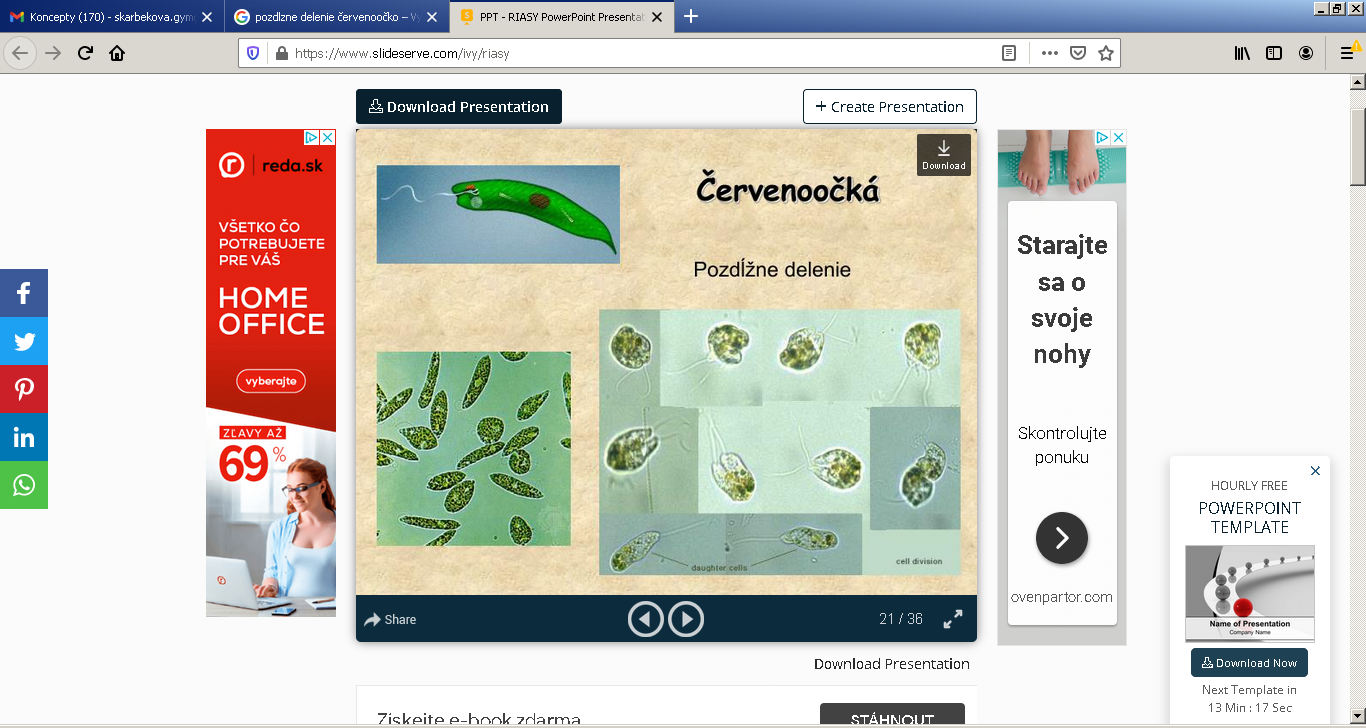 Koncepty (170) - skarbekova.gym
pozdlzne delenie červenoočko – V
PPT - RIASY PowerPoint Presentat
https://www.slideserve.com/ivy/riasy
Download Presentation
+ Create Presentation
reda.sk
VŠETKO ČO
POTREBUJETE
PRE VÁŠ
HOME
OFFICE
vyberajte
ZĽAVY AŽ
69%
Download
Červenoočká
Pozdĺžne delenie
daughter cells
cell division
Share
21 / 36
Download Presentation
Získejte e-book zdarma
STÁHNOUT
Starajte
sa o
svoje
nohy
Skontrolujte
ponuku
ovenpartor.com
HOURLY FREE
POWERPOINT
TEMPLATE
Name of Presentation
Company Name
Download Now
Next Template in
13 Min : 17 Sec